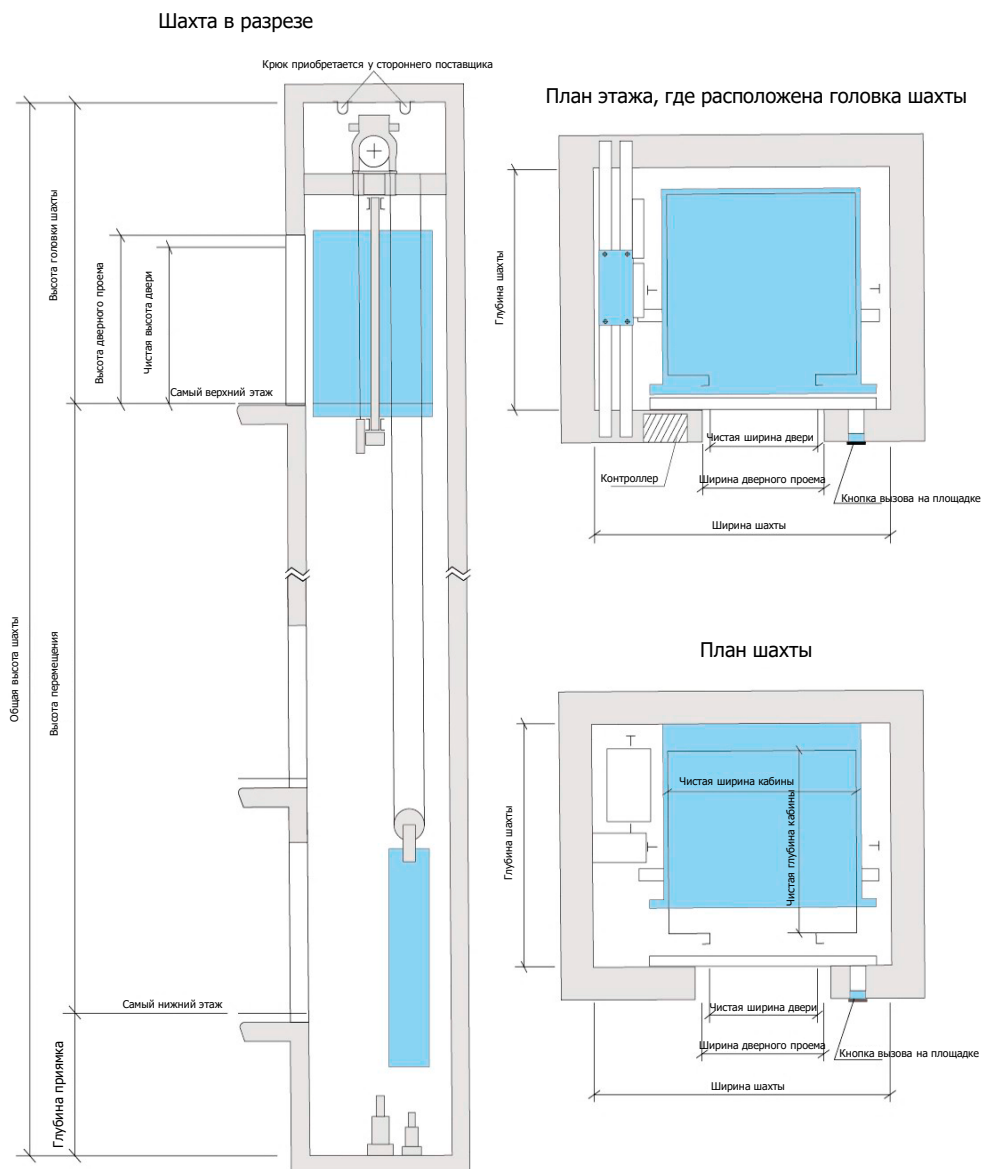 Шахта в разрезе
Крюк приобретается у стороннего поставщика
Высота головки шахты
Высота дверного проема
Чистая высота двери
Самый верхний этаж
Общая высота шахты
Высота перемещения
Самый нижний этаж
Глубина приямка
План этажа, где расположена головка шахты
Глубина шахты
Чистая ширина двери
Контроллер
Ширина дверного проема
Кнопка вызова на площадке
Ширина шахты
План шахты
Чистая ширина кабины
Чистая глубина кабины
Глубина шахты
Чистая ширина двери
Ширина дверного проема
Кнопка вызова на площадке
Ширина шахты